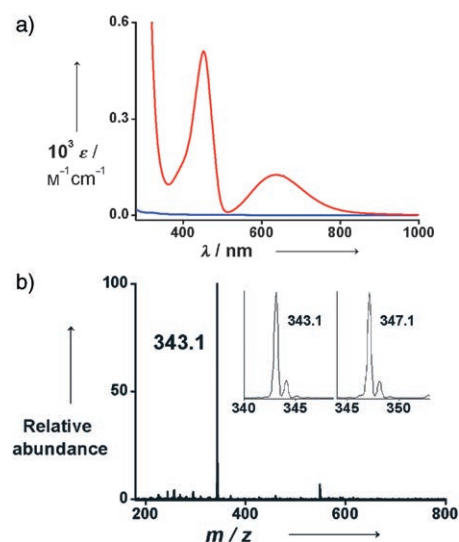 a)
0.6
0.3
0.0
10³ ε /
M⁻¹cm⁻¹
400 600 800 1000
λ / nm
b)
100
50
0
Relative
abundance
343.1
343.1
347.1
340 345
345 350
200 400 600 800
m / z